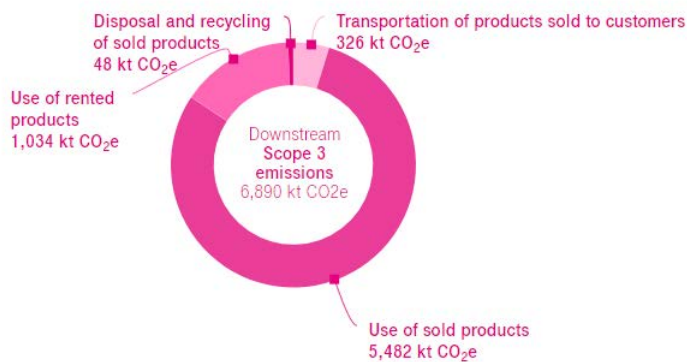 Disposal and recycling
of sold products
48 kt CO₂e
Transportation of products sold to customers
326 kt CO₂e
Use of rented
products
1,034 kt CO₂e
Downstream
Scope 3
emissions
6,890 kt CO2e
Use of sold products
5,482 kt CO₂e